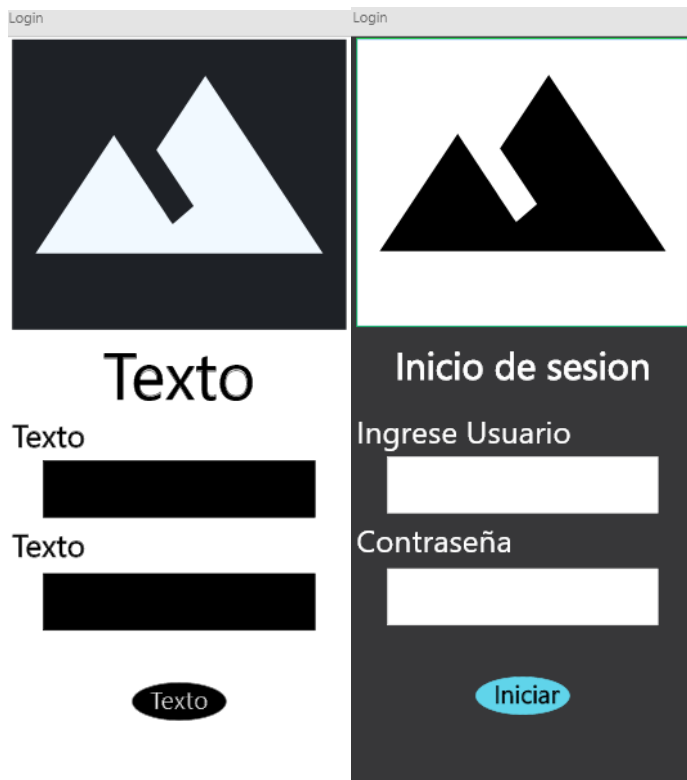 Login
Texto
Texto
Texto
Texto
Login
Inicio de sesion
Ingrese Usuario
Contraseña
Iniciar